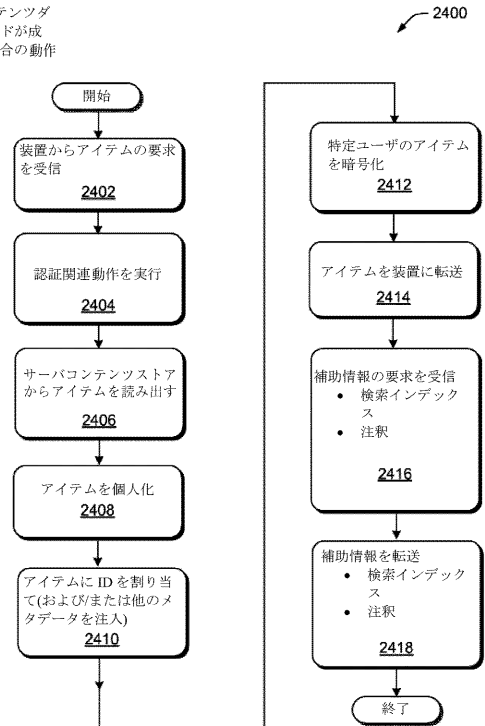 テンツダ
ードが成
合の動作
2400
開始
装置からアイテムの要求
を受信
2402
認証関連動作を実行
2404
サーバコンテンツストア
からアイテムを読み出す
2406
アイテムを個人化
2408
アイテムに ID を割り当
て(および/または他のメ
タデータを注入)
2410
特定ユーザのアイテム
を暗号化
2412
アイテムを装置に転送
2414
補助情報の要求を受信
• 検索インデック
ス
• 注釈
2416
補助情報を転送
• 検索インデック
ス
• 注釈
2418
終了